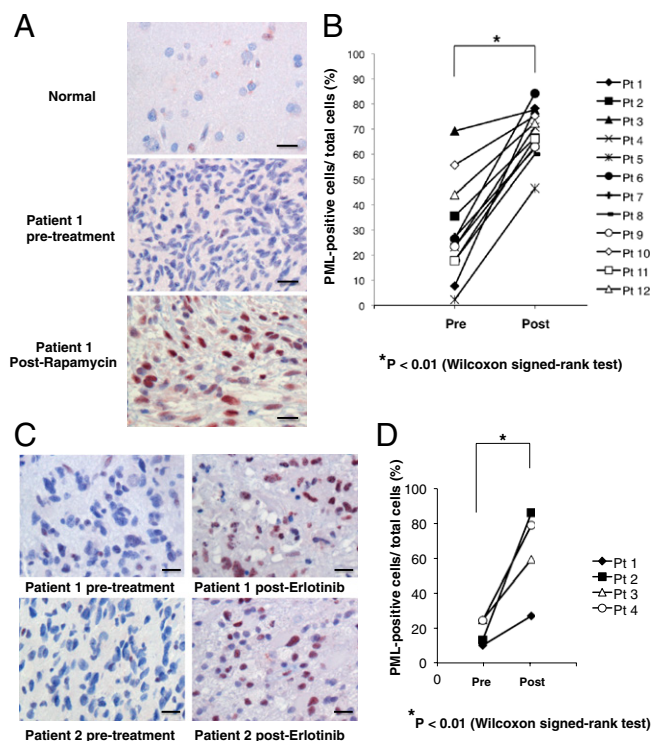 A
Normal
Patient 1
pre-treatment
Patient 1
Post-Rapamycin
B
*
PML-positive cells/ total cells (%)
100
90
80
70
60
50
40
30
20
10
0
Pre
Post
Pt 1
Pt 2
Pt 3
Pt 4
Pt 5
Pt 6
Pt 7
Pt 8
Pt 9
Pt 10
Pt 11
Pt 12
*P < 0.01 (Wilcoxon signed-rank test)
C
Patient 1 pre-treatment
Patient 1 post-Erlotinib
Patient 2 pre-treatment
Patient 2 post-Erlotinib
D
*
PML-positive cells/ total cells (%)
100
80
60
40
20
0
0
Pre
Post
Pt 1
Pt 2
Pt 3
Pt 4
*P < 0.01 (Wilcoxon signed-rank test)